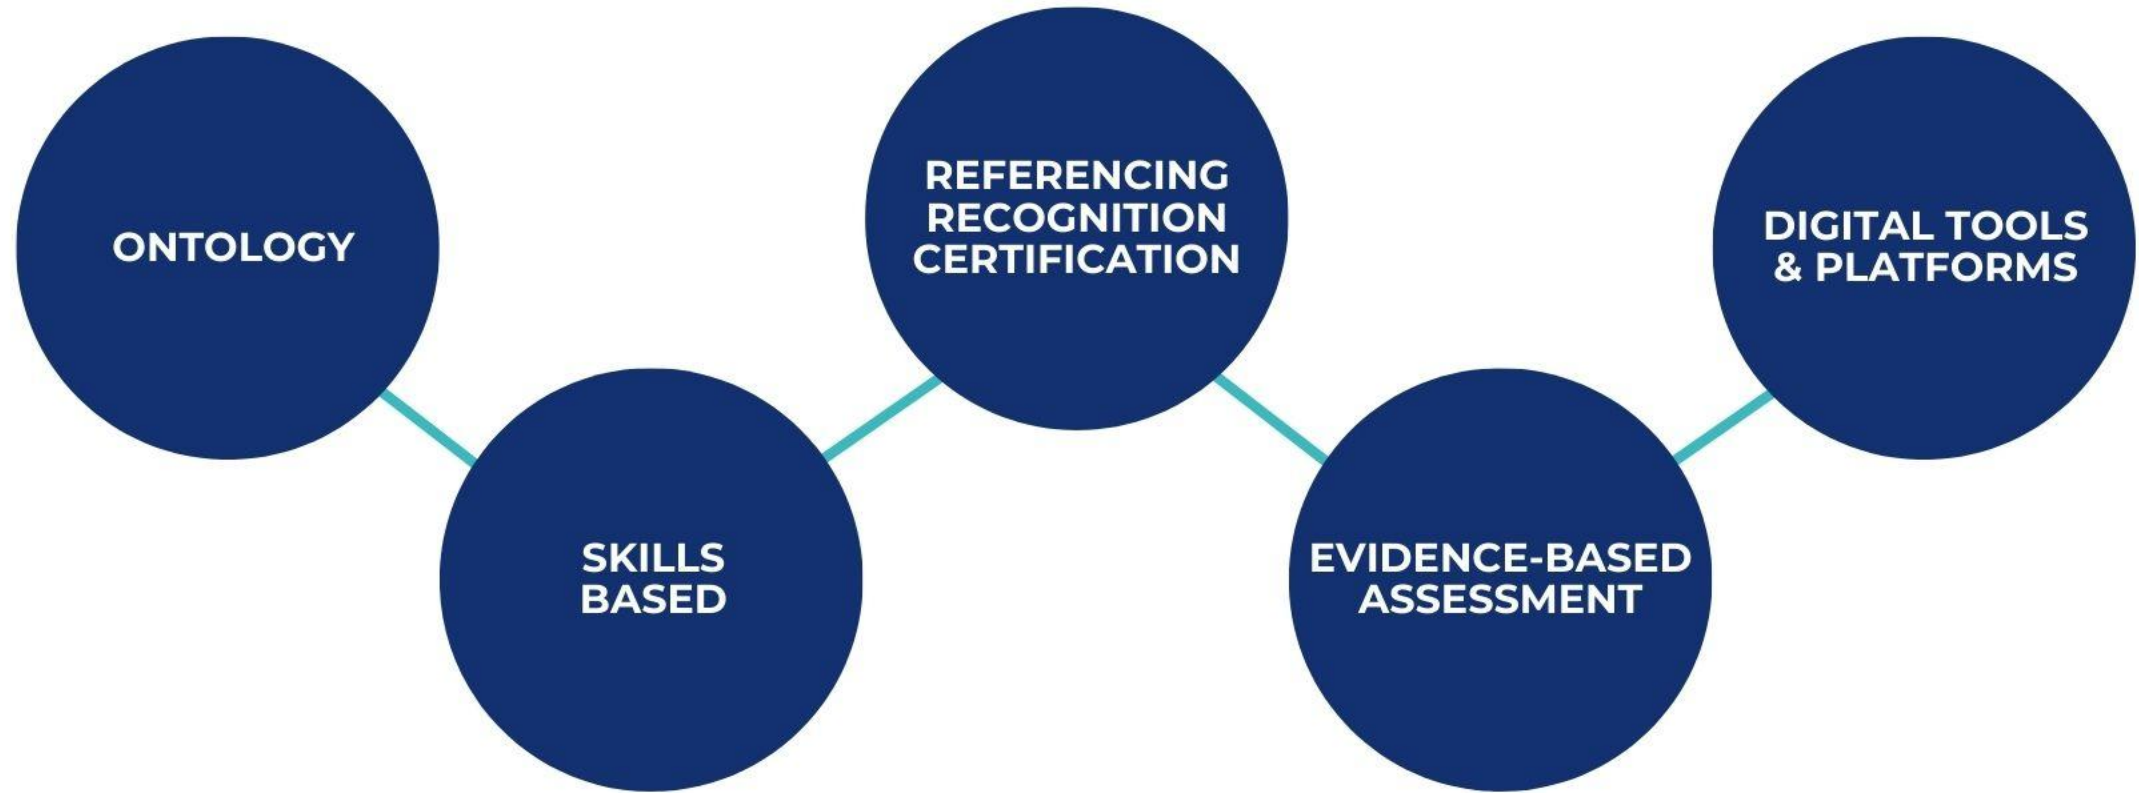 ONTOLOGY
SKILLS
BASED
REFERENCING
RECOGNITION
CERTIFICATION
EVIDENCE-BASED
ASSESSMENT
DIGITAL TOOLS
& PLATFORMS